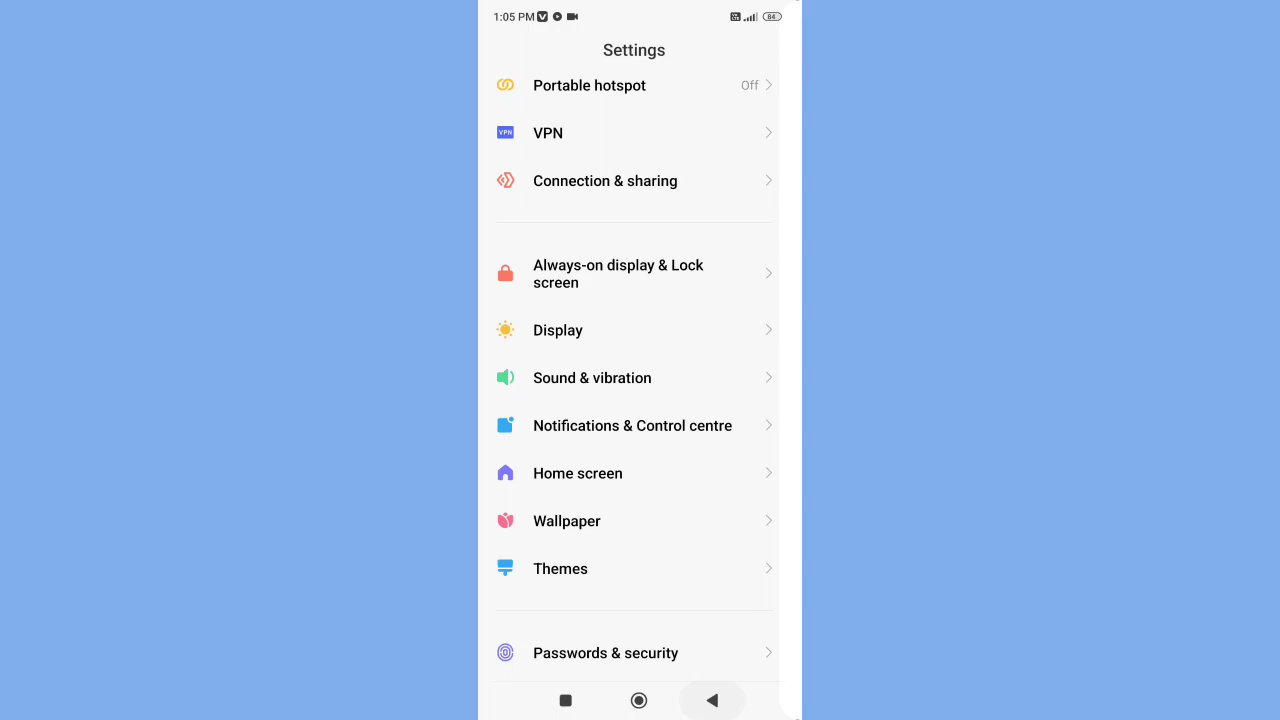 1:05 PM
84
Settings
Portable hotspot Off
VPN VPN
Connection & sharing
Always-on display & Lock
screen
Display
Sound & vibration
Notifications & Control centre
Home screen
Wallpaper
Themes
Passwords & security